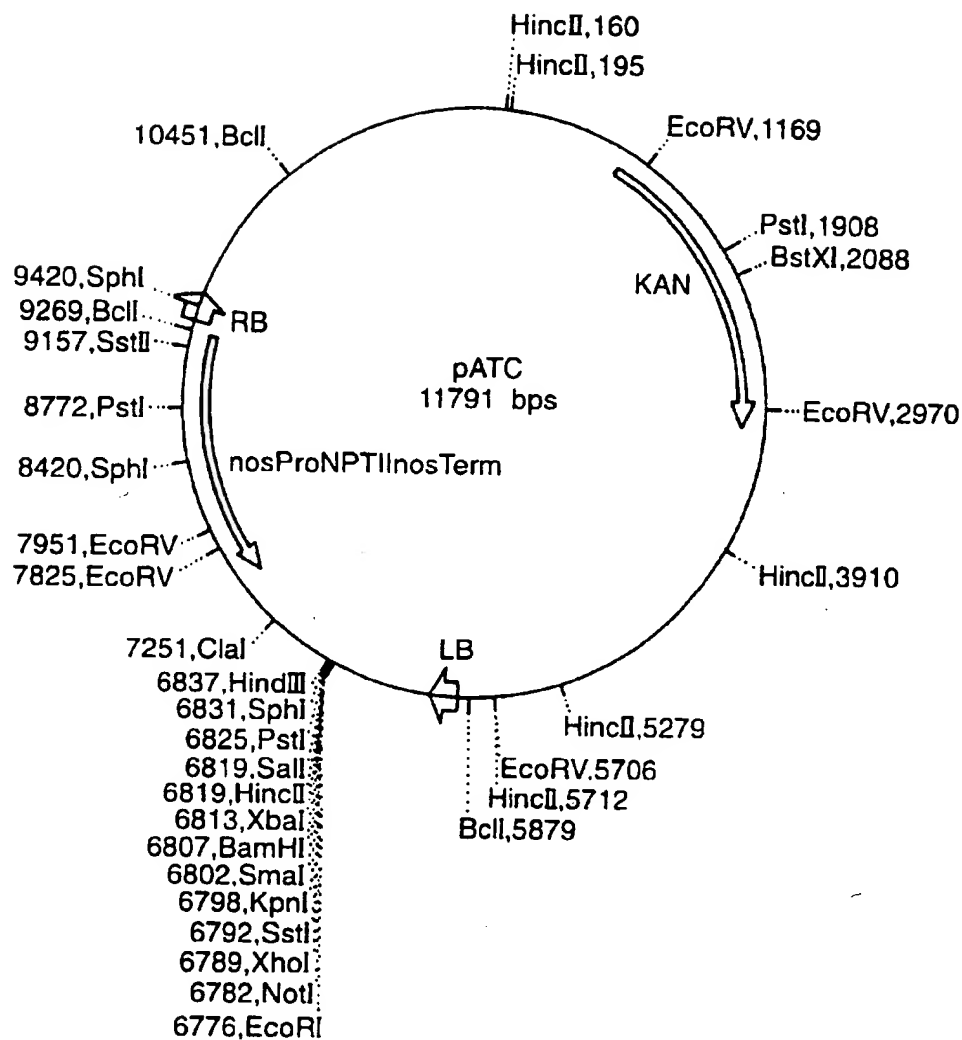 HincII,160
HincII,195
EcoRV,1169
PstI,1908
BstXI,2088
KAN
EcoRV,2970
HincII,3910
HincII,5279
EcoRV.5706
HincII,5712
BclI,5879
LB
pATC
11791 bps
10451,BclI
9420,SphI
9269,BclI
RB
9157,SstII
8772,PstI
8420,SphI
nosProNPTIInosTerm
7951,EcoRV
7825,EcoRV
7251,ClaI
6837,HindIII
6831,SphI
6825,PstI
6819,SalI
6819,HincII
6813,XbaI
6807,BamHI
6802,SmaI
6798,KpnI
6792,SstI
6789,XhoI
6782,NotI
6776,EcoRI